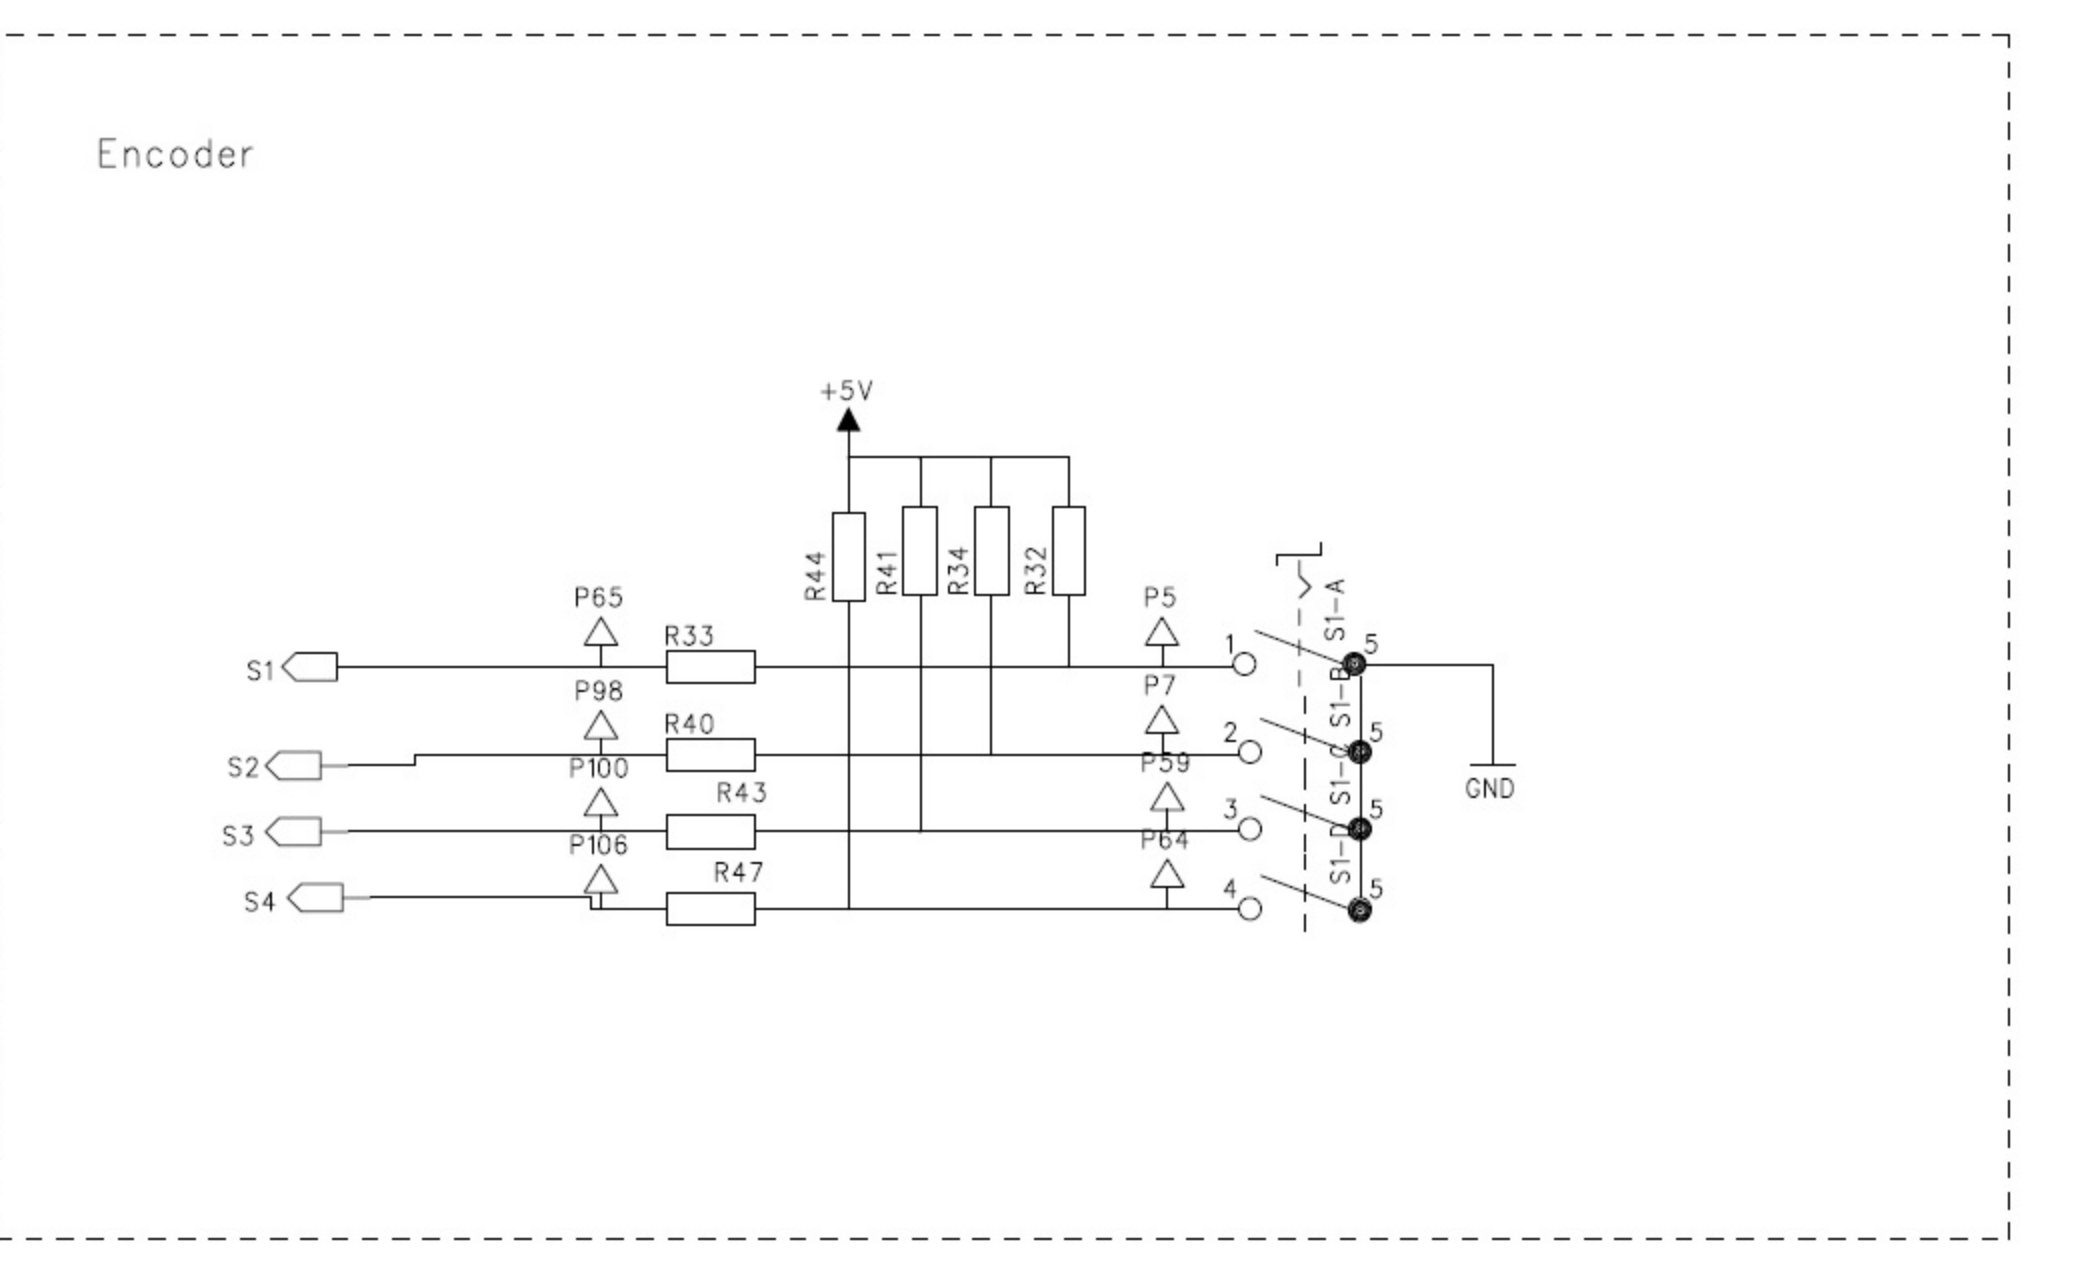 Encoder
+5V
R44
R41
R34
R32
P65
P5
S1-A
R33
1
5
S1
P98
P7
S1-B
R40
2
5
S2
P100
P59
S1-C
R43
3
5
GND
S3
P106
P64
S1-D
R47
4
5
S4